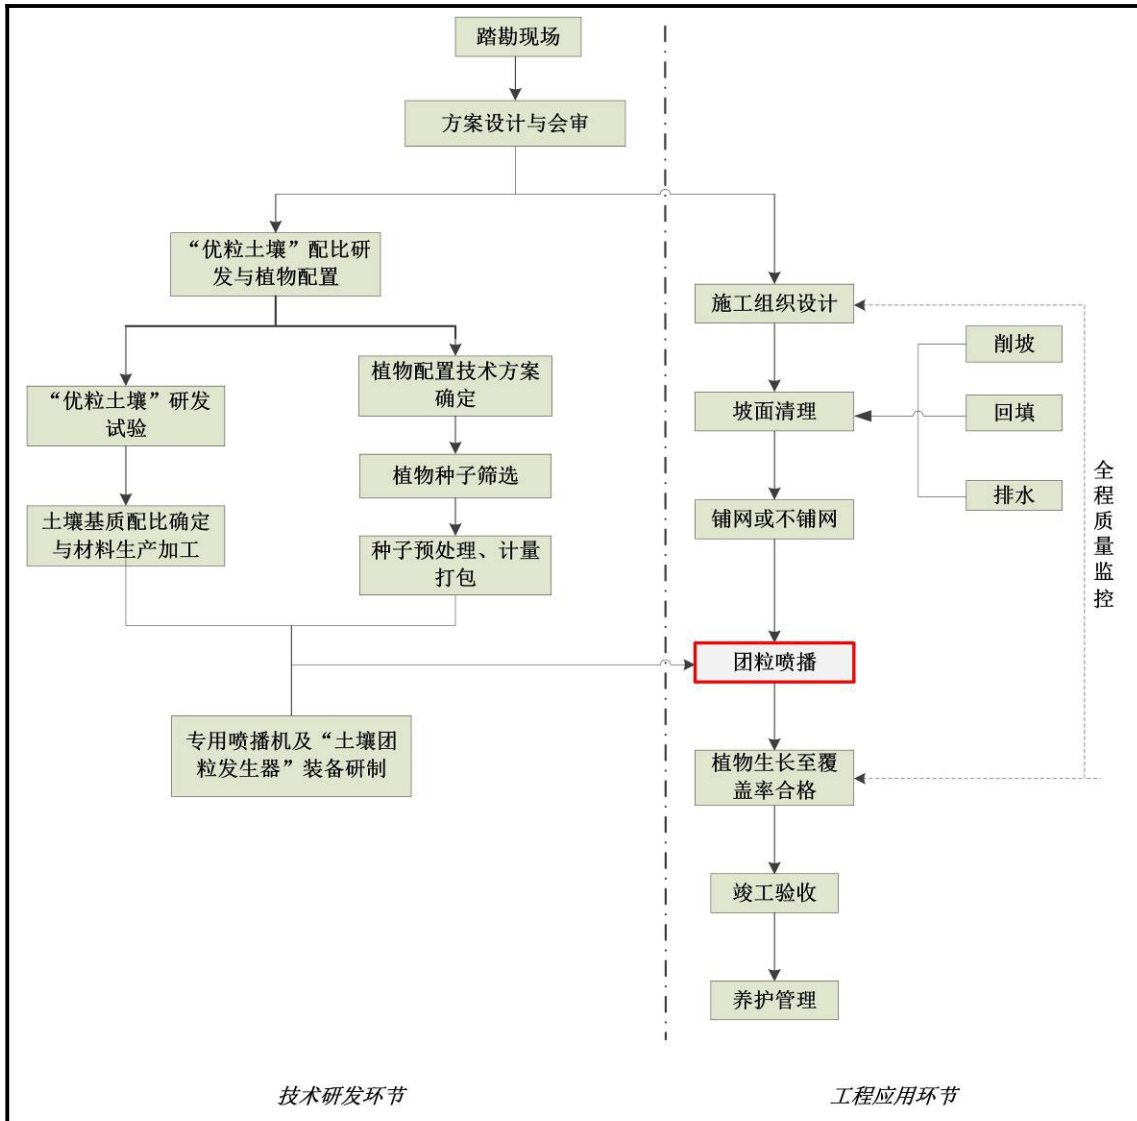 踏勘现场
方案设计与会审
“优粒土壤”配比研
发与植物配置
“优粒土壤”研发
试验
土壤基质配比确定
与材料生产加工
植物配置技术方案
确定
植物种子筛选
种子预处理、计量
打包
专用喷播机及“土壤团
粒发生器”装备研制
施工组织设计
坡面清理
铺网或不铺网
团粒喷播
植物生长至覆
盖率合格
竣工验收
养护管理
削坡
回填
排水
全程质量监控
技术研发环节
工程应用环节